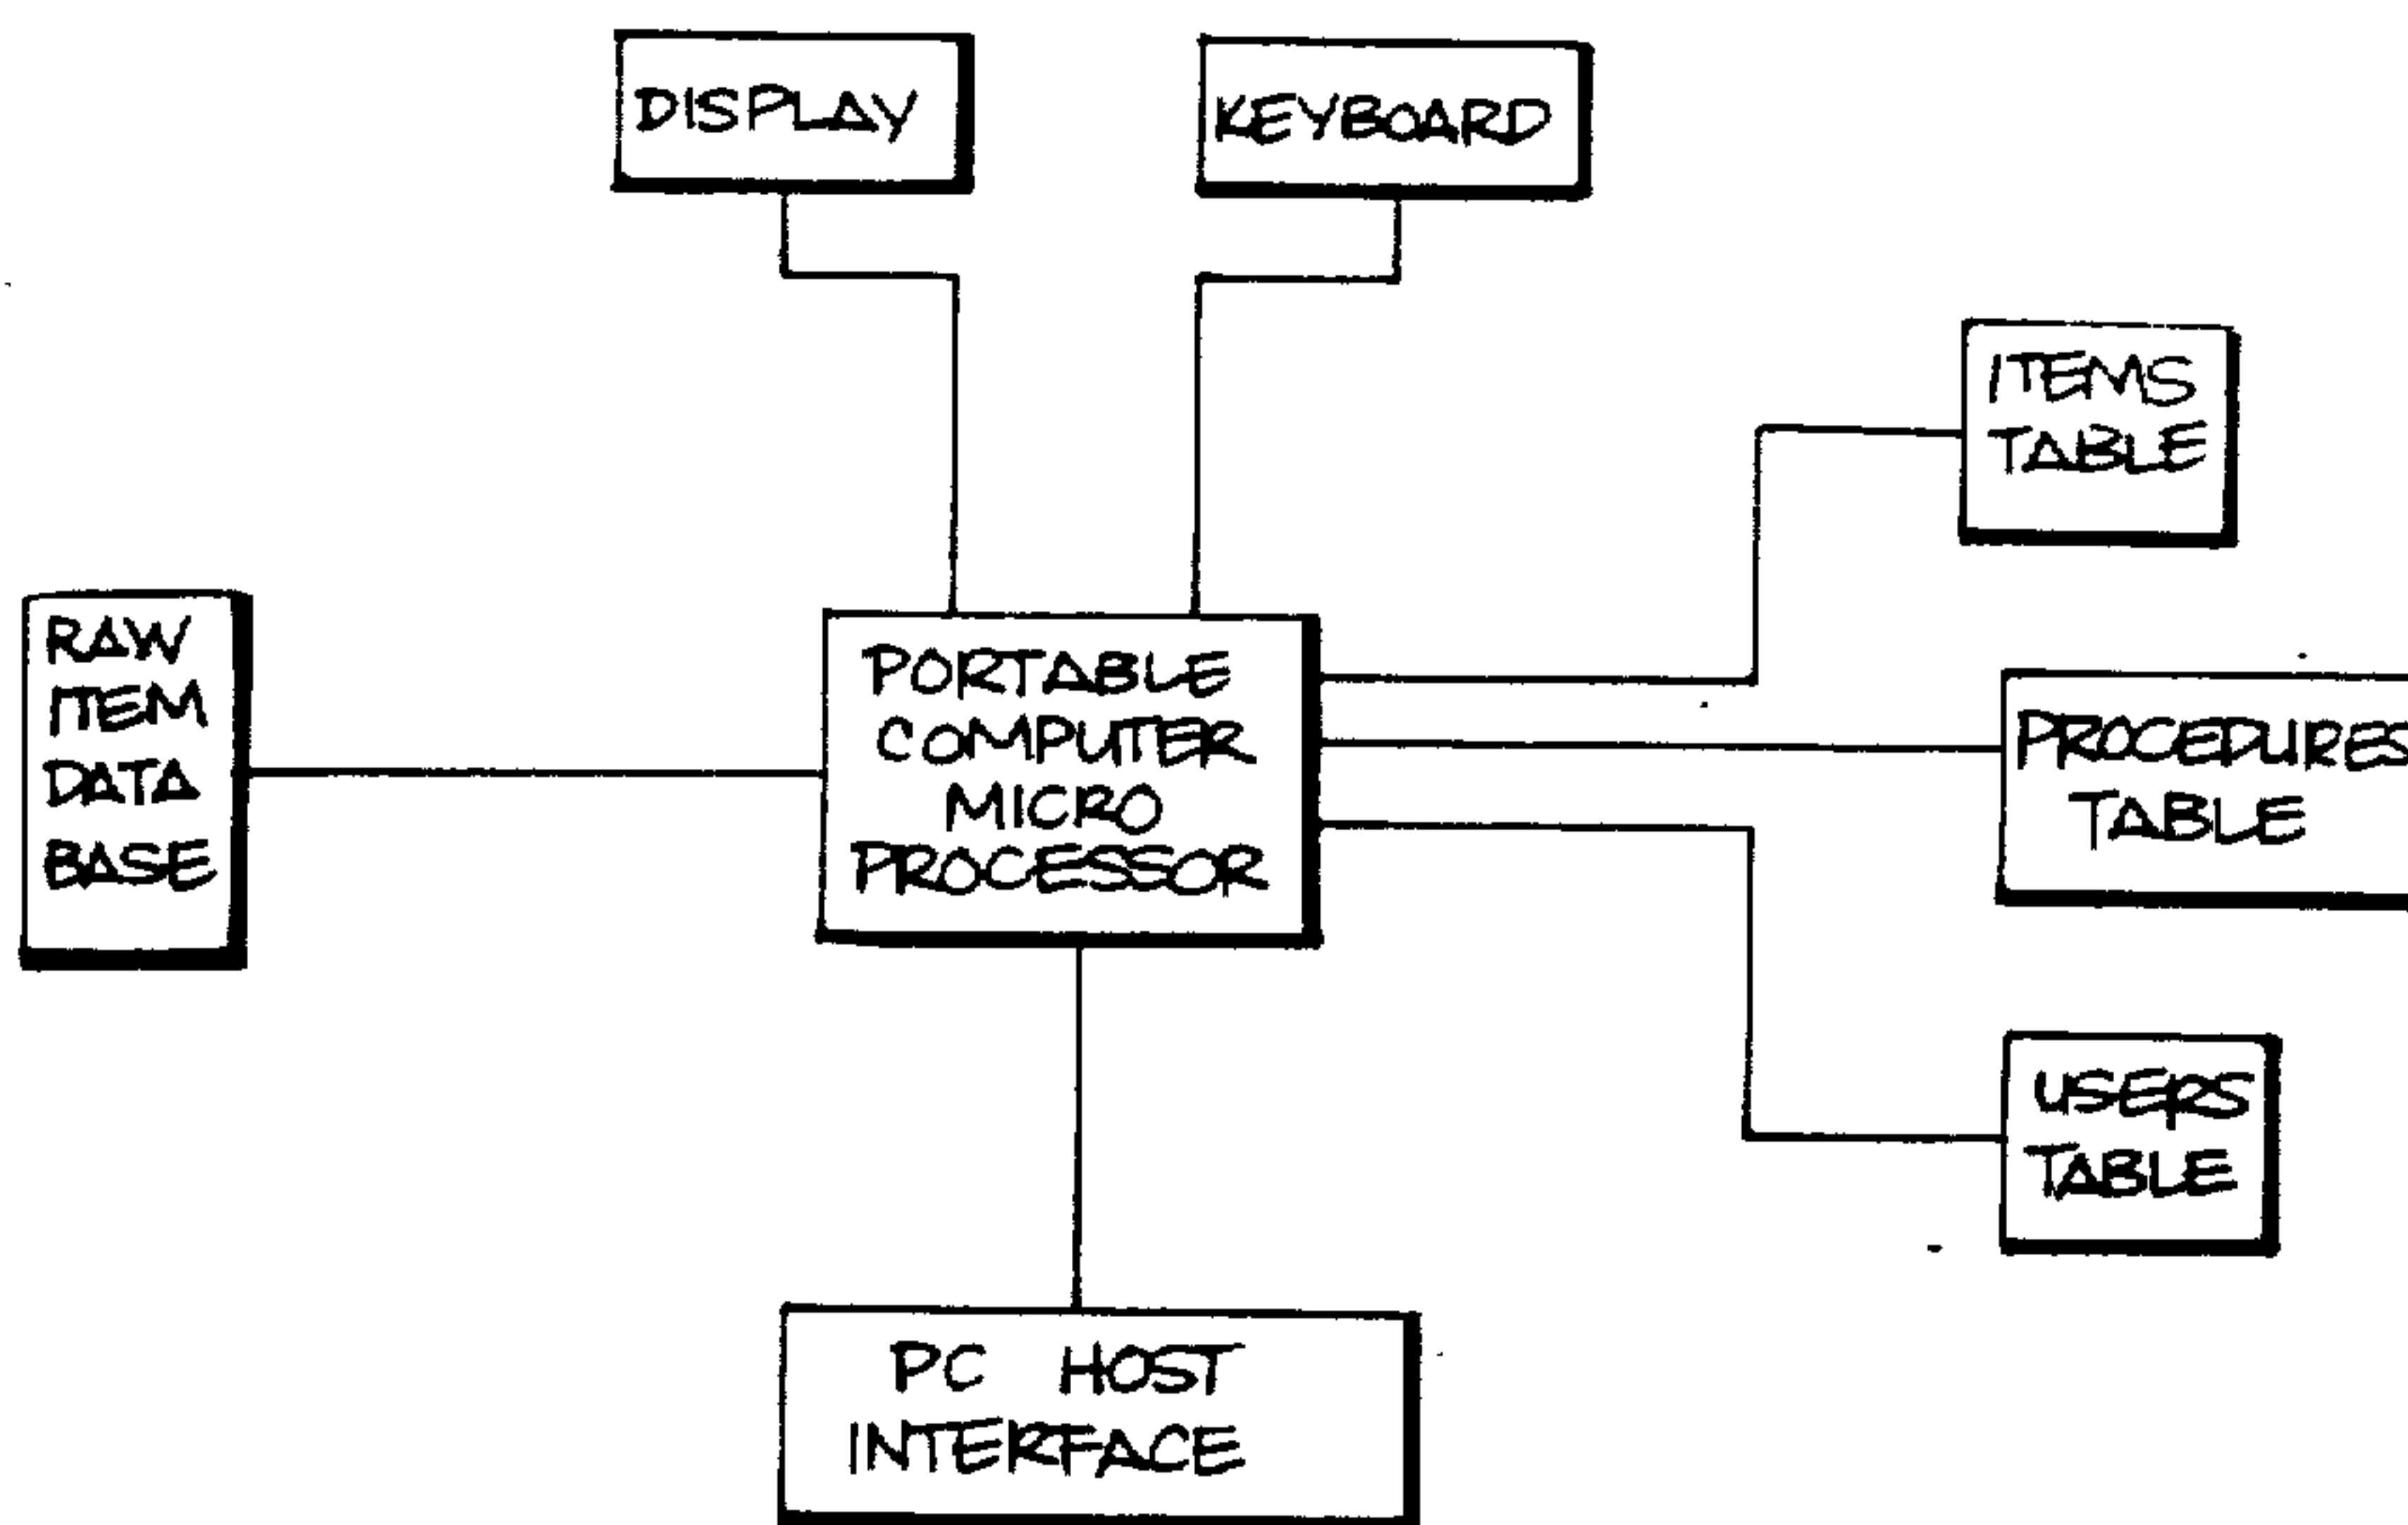 DISPLAY
KEYBOARD
ITEMS
TABLE
RAW
ITEM
DATA
BASE
PORTABLE
COMPUTER
MICRO
PROCESSOR
PROCEDURES
TABLE
USERS
TABLE
PC HOST
INTERFACE